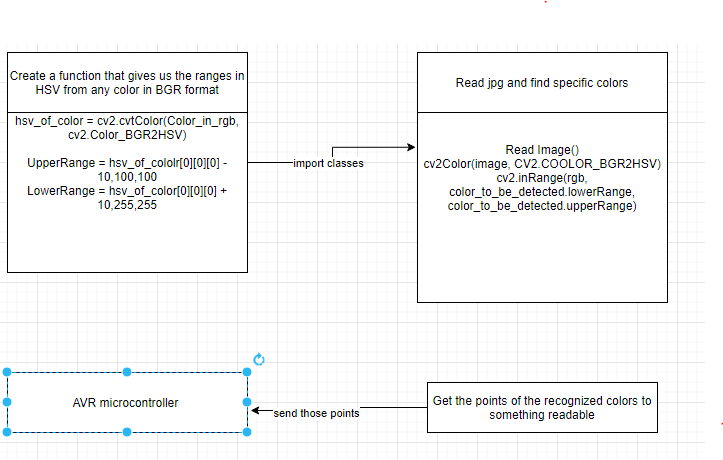 Create a function that gives us the ranges in
HSV from any color in BGR format
hsv_of_color = cv2.cvtColor(Color_in_rgb,
cv2.Color_BGR2HSV)
UpperRange = hsv_of_cololr[0][0][0] -
10,100,100
LowerRange = hsv_of_color[0][0][0] +
10,255,255
import classes
Read jpg and find specific colors
Read Image()
cv2Color(image, CV2.COOLOR_BGR2HSV)
cv2.inRange(rgb,
color_to_be_detected.lowerRange,
color_to_be_detected.upperRange)
AVR microcontroller
send those points
Get the points of the recognized colors to
something readable